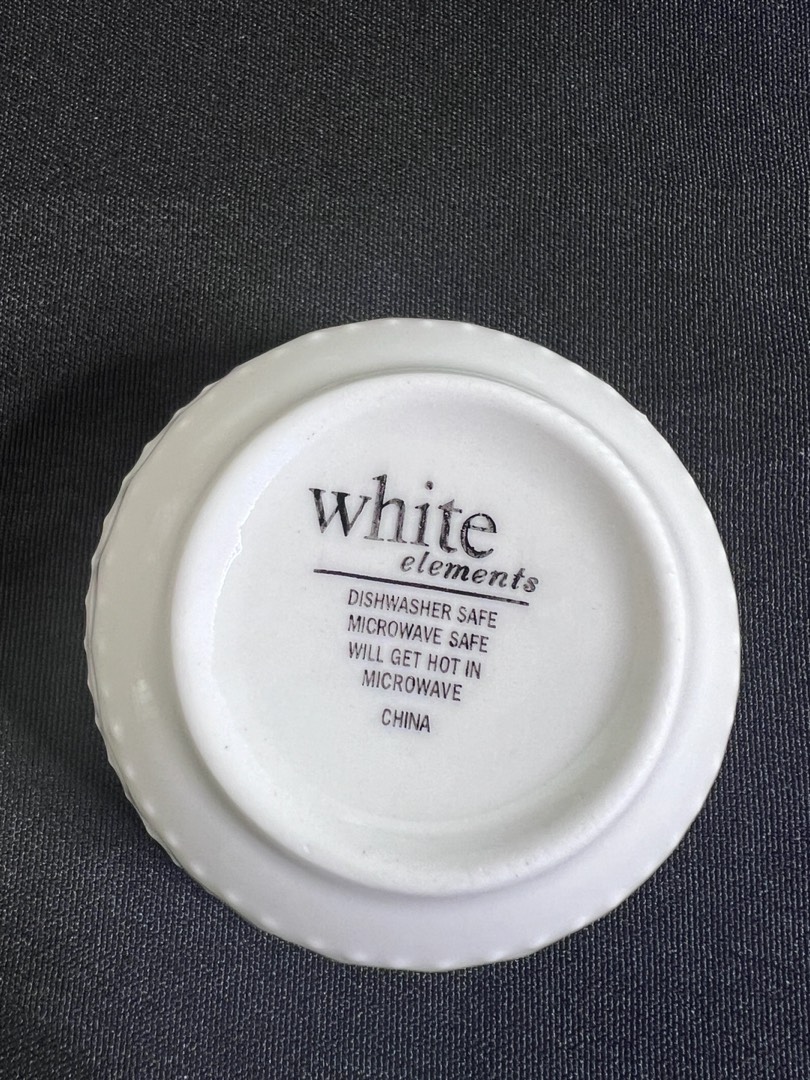 white
elements
DISHWASHER SAFE
MICROWAVE SAFE
WILL GET HOT IN
MICROWAVE
CHINA